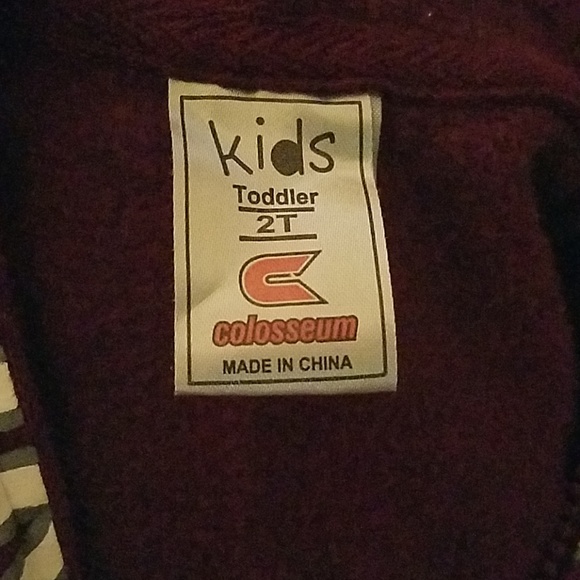 kids
Toddler
2T
colosseum
MADE IN CHINA